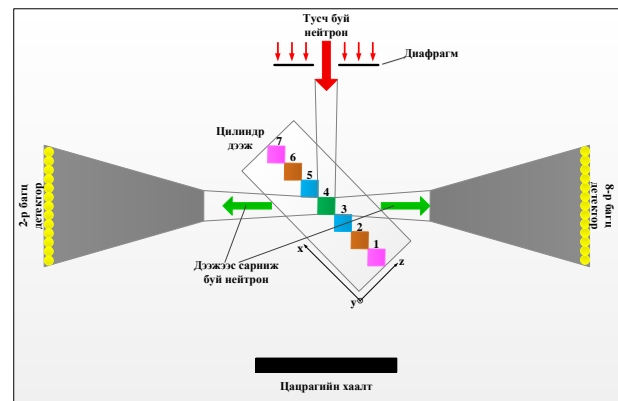 Тусч буй
нейтрон
Диафрагм
Цилиндр
дээж
7
6
5
4
3
2
1
2-р багц
детектор
8-р багц
детектор
Дээжээс сарниж
буй нейтрон
x
z
y
Цацрагийн хаалт